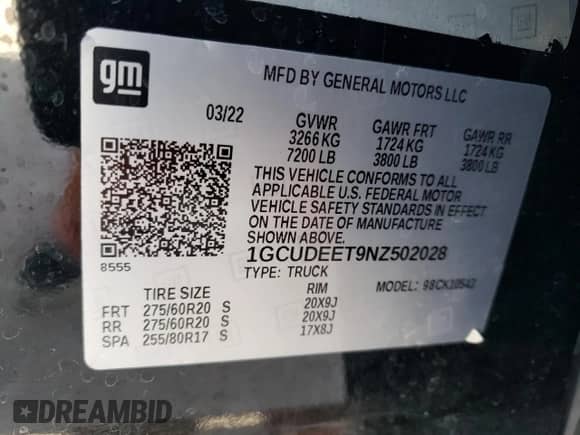 gm
MFD BY GENERAL MOTORS LLC
03/22 GVWR GAWR FRT GAWR RR
3266 KG 1724 KG 1724 KG
7200 LB 3800 LB 3800 LB
THIS VEHICLE CONFORMS TO ALL
APPLICABLE U.S. FEDERAL MOTOR
VEHICLE SAFETY STANDARDS IN EFFECT
ON THE DATE OF MANUFACTURE
SHOWN ABOVE.
8555 1GCUDEET9NZ502028
TYPE: TRUCK MODEL:
TIRE SIZE RIM
FRT 275/60R20 S 20X9J
RR 275/60R20 S 20X9J
SPA 255/80R17 S 17X8J
DREAMBID